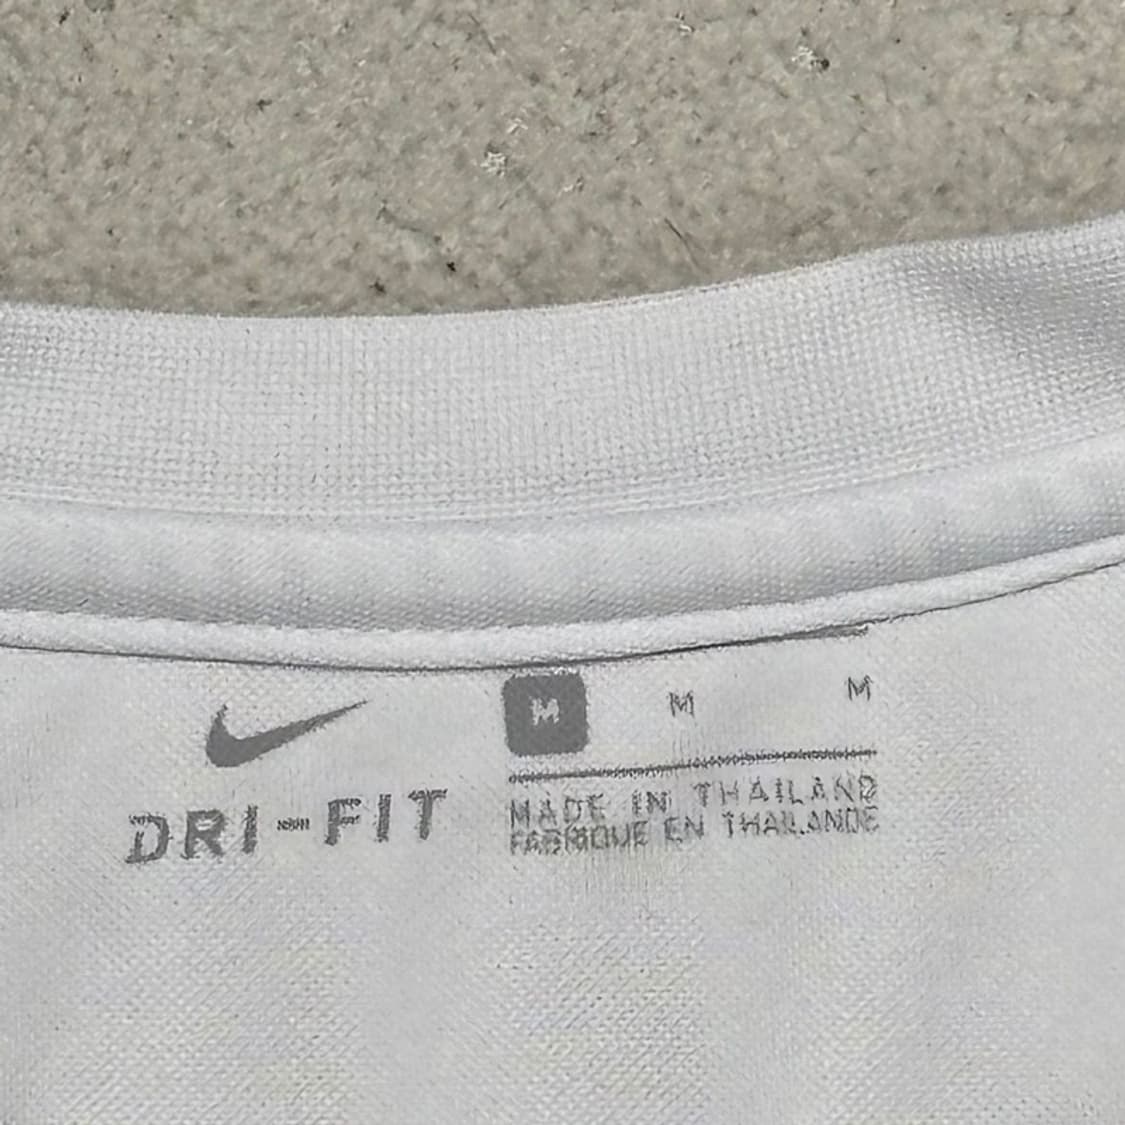 M M M
DRI-FIT
MADE IN THAILAND
FABRIQUE EN THAILANDE